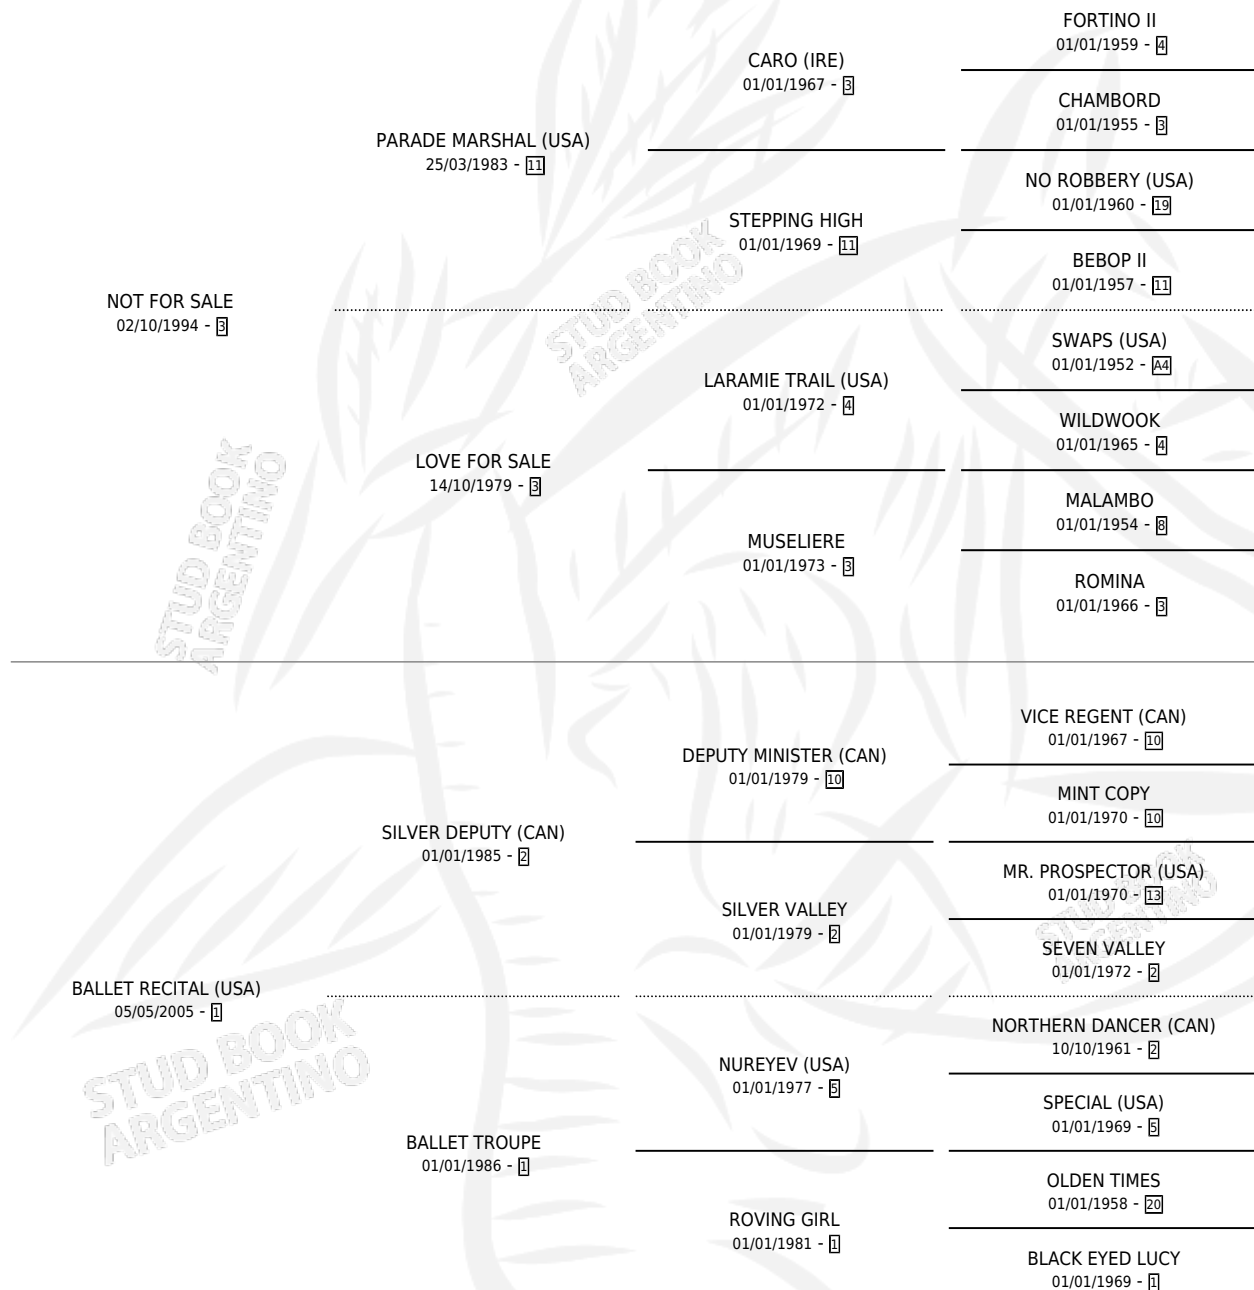 FORTINO II
01/01/1959 - 4
CARO (IRE)
01/01/1967 - 3
CHAMBORD
01/01/1955 - 3
PARADE MARSHAL (USA)
25/03/1983 - 11
NO ROBBERY (USA)
01/01/1960 - 19
STEPPING HIGH
01/01/1969 - 11
BEBOP II
01/01/1957 - 11
NOT FOR SALE
02/10/1994 - 3
SWAPS (USA)
01/01/1952 - A4
LARAMIE TRAIL (USA)
01/01/1972 - 4
WILDWOOK
01/01/1965 - 4
LOVE FOR SALE
14/10/1979 - 3
MALAMBO
01/01/1954 - 8
MUSELIERE
01/01/1973 - 3
ROMINA
01/01/1966 - 3
STUD BOOK
ARGENTINO
STUD BOOK
ARGENTINO
VICE REGENT (CAN)
01/01/1967 - 10
DEPUTY MINISTER (CAN)
01/01/1979 - 10
MINT COPY
01/01/1970 - 10
SILVER DEPUTY (CAN)
01/01/1985 - 2
MR. PROSPECTOR (USA)
01/01/1970 - 13
SILVER VALLEY
01/01/1979 - 2
SEVEN VALLEY
01/01/1972 - 2
BALLET RECITAL (USA)
05/05/2005 - 1
NORTHERN DANCER (CAN)
10/10/1961 - 2
NUREYEV (USA)
01/01/1977 - 5
SPECIAL (USA)
01/01/1969 - 5
BALLET TROUPE
01/01/1986 - 1
OLDEN TIMES
01/01/1958 - 20
ROVING GIRL
01/01/1981 - 1
BLACK EYED LUCY
01/01/1969 - 1
STUD BOOK
ARGENTINO
STUD BOOK
ARGENTINO